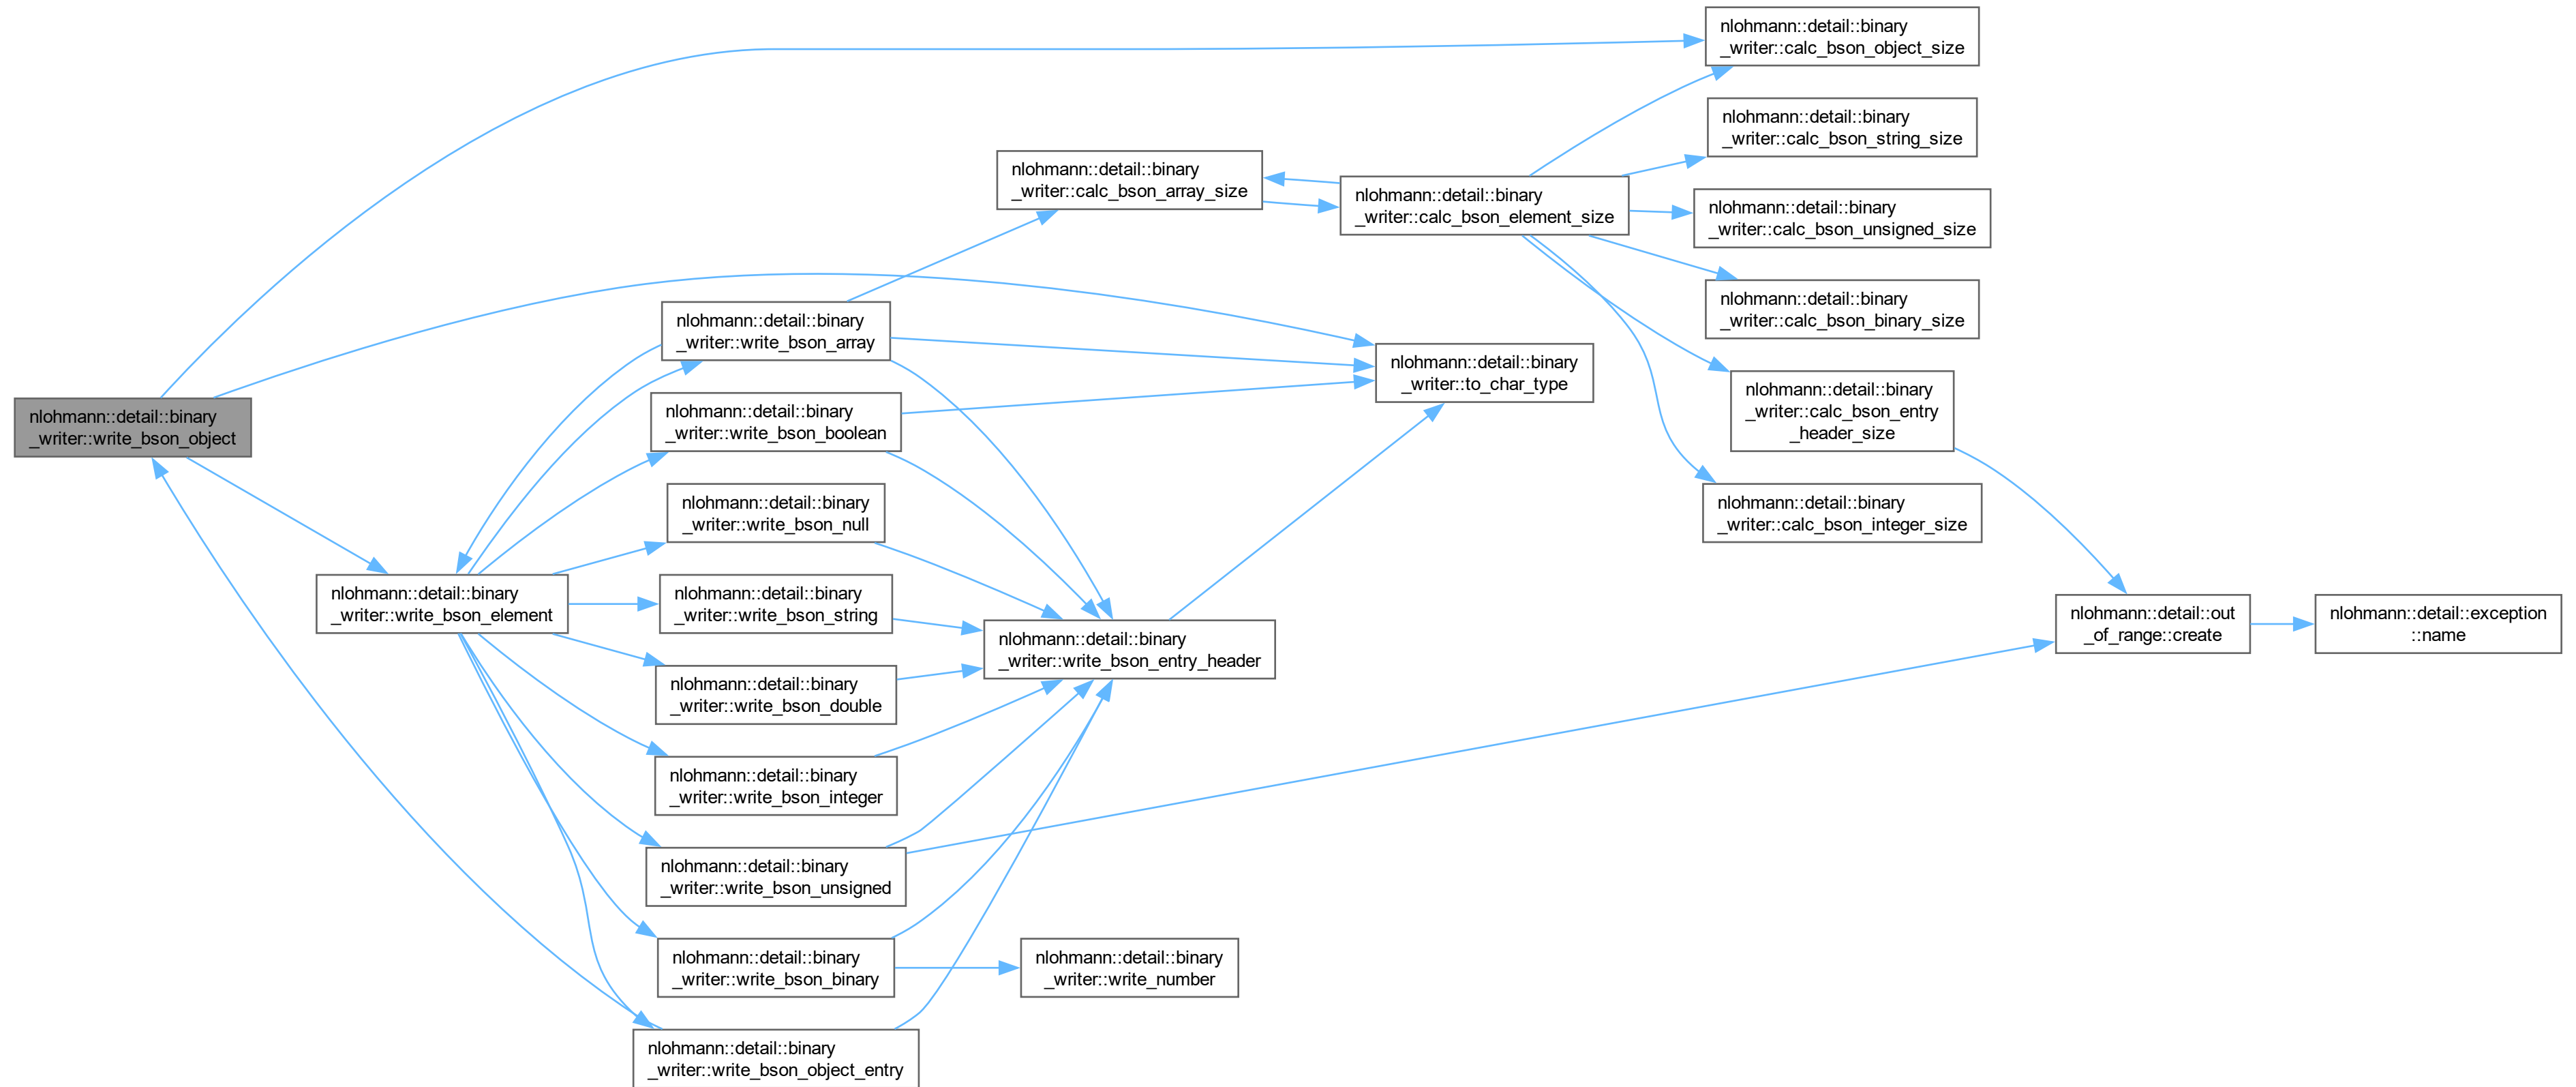 nlohmann::detail::binary
_writer::calc_bson_object_size
nlohmann::detail::binary
_writer::calc_bson_string_size
nlohmann::detail::binary
_writer::calc_bson_array_size
nlohmann::detail::binary
_writer::calc_bson_element_size
nlohmann::detail::binary
_writer::calc_bson_unsigned_size
nlohmann::detail::binary
_writer::calc_bson_binary_size
nlohmann::detail::binary
_writer::write_bson_array
nlohmann::detail::binary
_writer::to_char_type
nlohmann::detail::binary
_writer::write_bson_object
nlohmann::detail::binary
_writer::write_bson_boolean
nlohmann::detail::binary
_writer::calc_bson_entry
_header_size
nlohmann::detail::binary
_writer::write_bson_null
nlohmann::detail::binary
_writer::calc_bson_integer_size
nlohmann::detail::binary
_writer::write_bson_element
nlohmann::detail::binary
_writer::write_bson_string
nlohmann::detail::binary
_writer::write_bson_entry_header
nlohmann::detail::out
_of_range::create
nlohmann::detail::exception
::name
nlohmann::detail::binary
_writer::write_bson_double
nlohmann::detail::binary
_writer::write_bson_integer
nlohmann::detail::binary
_writer::write_bson_unsigned
nlohmann::detail::binary
_writer::write_bson_binary
nlohmann::detail::binary
_writer::write_number
nlohmann::detail::binary
_writer::write_bson_object_entry